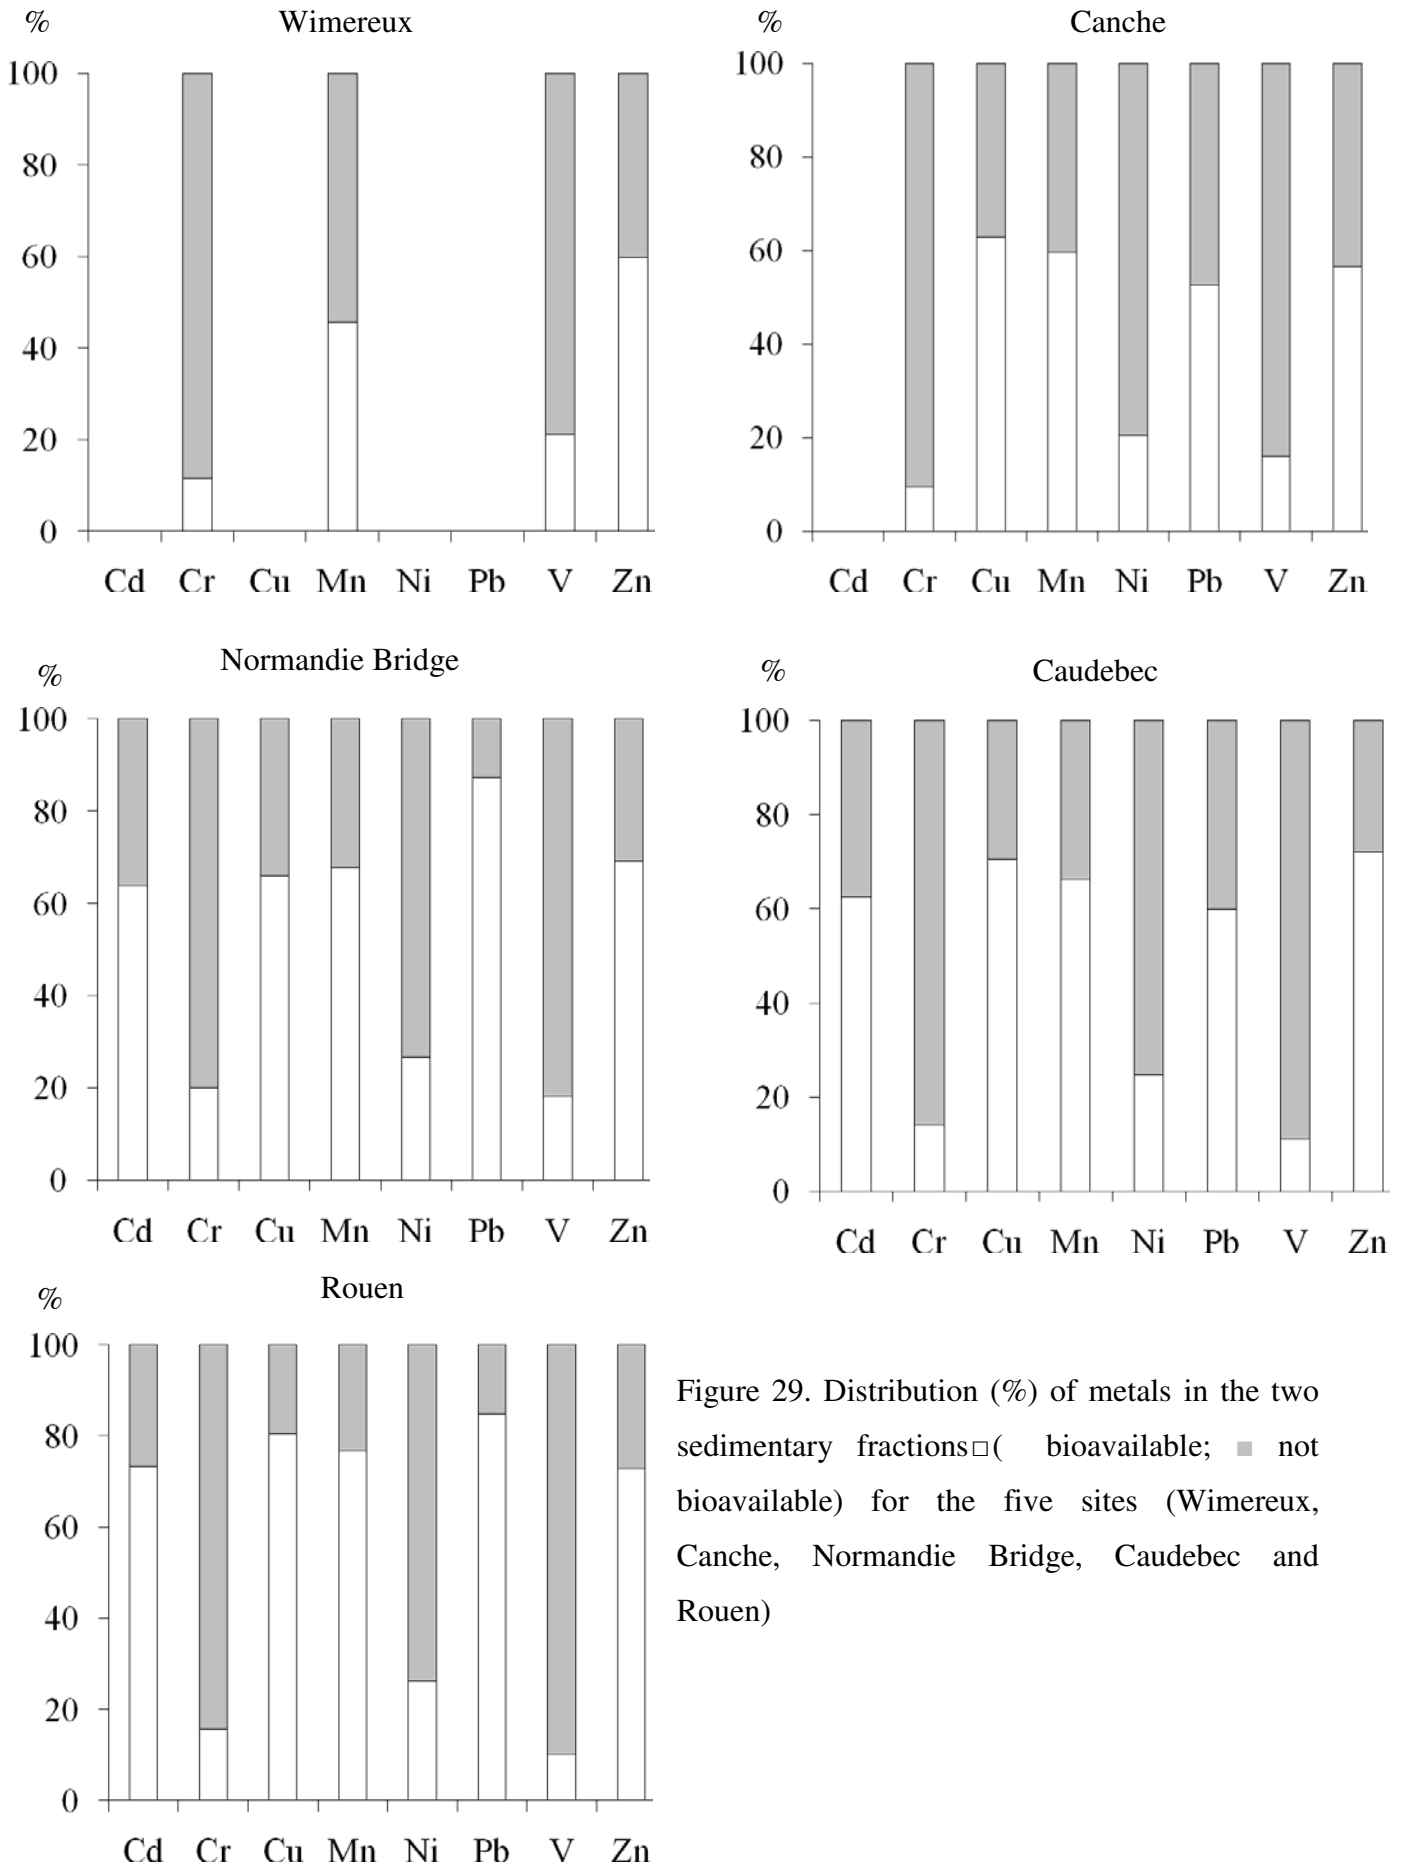 Wimereux
%
100
80
60
40
20
0
Cd Cr Cu Mn Ni Pb V Zn
Canche
%
100
80
60
40
20
0
Cd Cr Cu Mn Ni Pb V Zn
Normandie Bridge
%
100
80
60
40
20
0
Cd Cr Cu Mn Ni Pb V Zn
Caudebec
%
100
80
60
40
20
0
Cd Cr Cu Mn Ni Pb V Zn
Rouen
%
100
80
60
40
20
0
Cd Cr Cu Mn Ni Pb V Zn
Figure 29. Distribution (%) of metals in the two
sedimentary fractions□( bioavailable; ■ not
bioavailable) for the five sites (Wimereux,
Canche, Normandie Bridge, Caudebec and
Rouen)